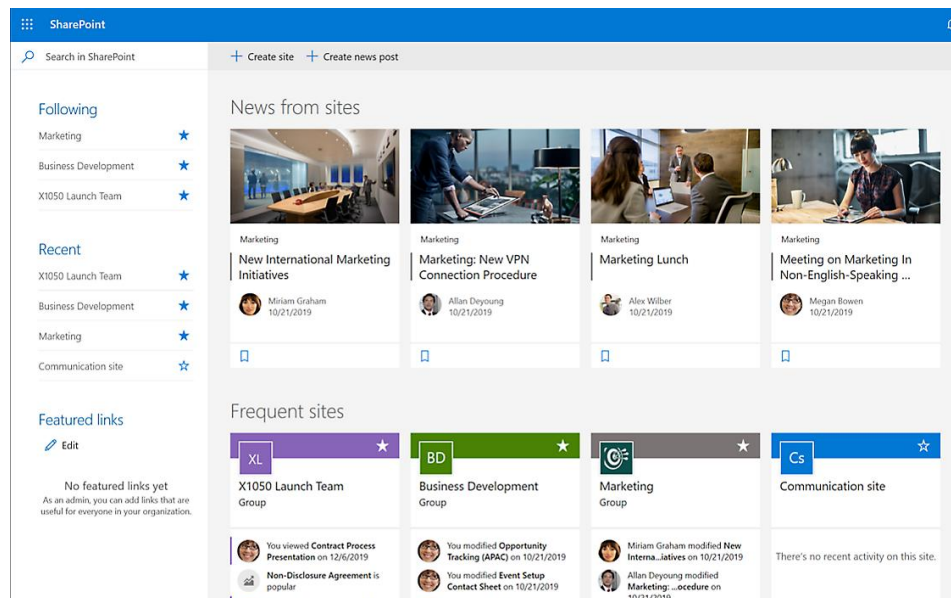 SharePoint
Search in SharePoint
Create site
Create news post
Following
Marketing
Business Development
X1050 Launch Team
Recent
X1050 Launch Team
Business Development
Marketing
Communication site
Featured links
Edit
No featured links yet
As an admin, you can add links that are
useful for everyone in your organization.
News from sites
Marketing
New International Marketing
Initiatives
Miriam Graham
10/21/2019
Marketing
Marketing: New VPN
Connection Procedure
Allan Deyoung
10/21/2019
Marketing
Marketing Lunch
Alex Wilber
10/21/2019
Marketing
Meeting on Marketing In
Non-English-Speaking ...
Megan Bowen
10/21/2019
Frequent sites
XL
X1050 Launch Team
Group
You viewed Contract Process
Presentation on 12/6/2019
Non-Disclosure Agreement is
popular
BD
Business Development
Group
You modified Opportunity
Tracking (APAC) on 10/21/2019
You modified Event Setup
Contact Sheet on 10/21/2019
Marketing
Group
Miriam Graham modified New
Interna...iatives on 10/21/2019
Allan Deyoung modified
Marketing: ...ocedure on
10/21/2019
Cs
Communication site
There's no recent activity on this site.